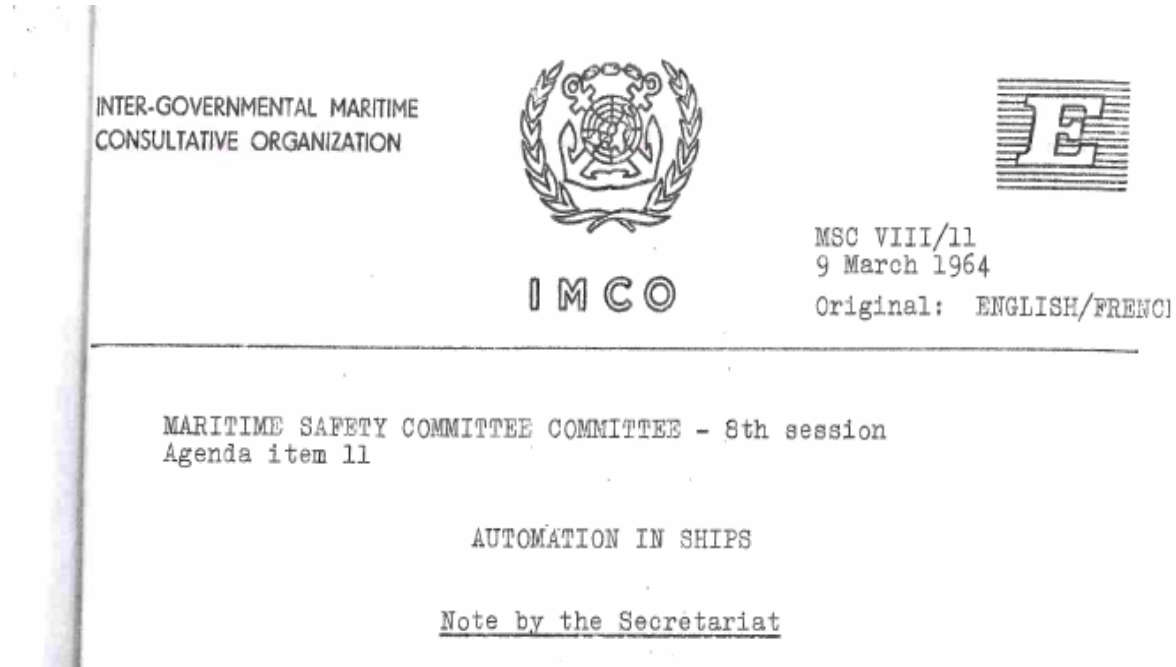 INTER-GOVERNMENTAL MARITIME
CONSULTATIVE ORGANIZATION
E
IMCO
MSC VIII/11
9 March 1964
Original: ENGLISH/FRENC
MARITIME SAFETY COMMITTEE COMMITTEE - 8th session
Agenda item 11
AUTOMATION IN SHIPS
Note by the Secretariat